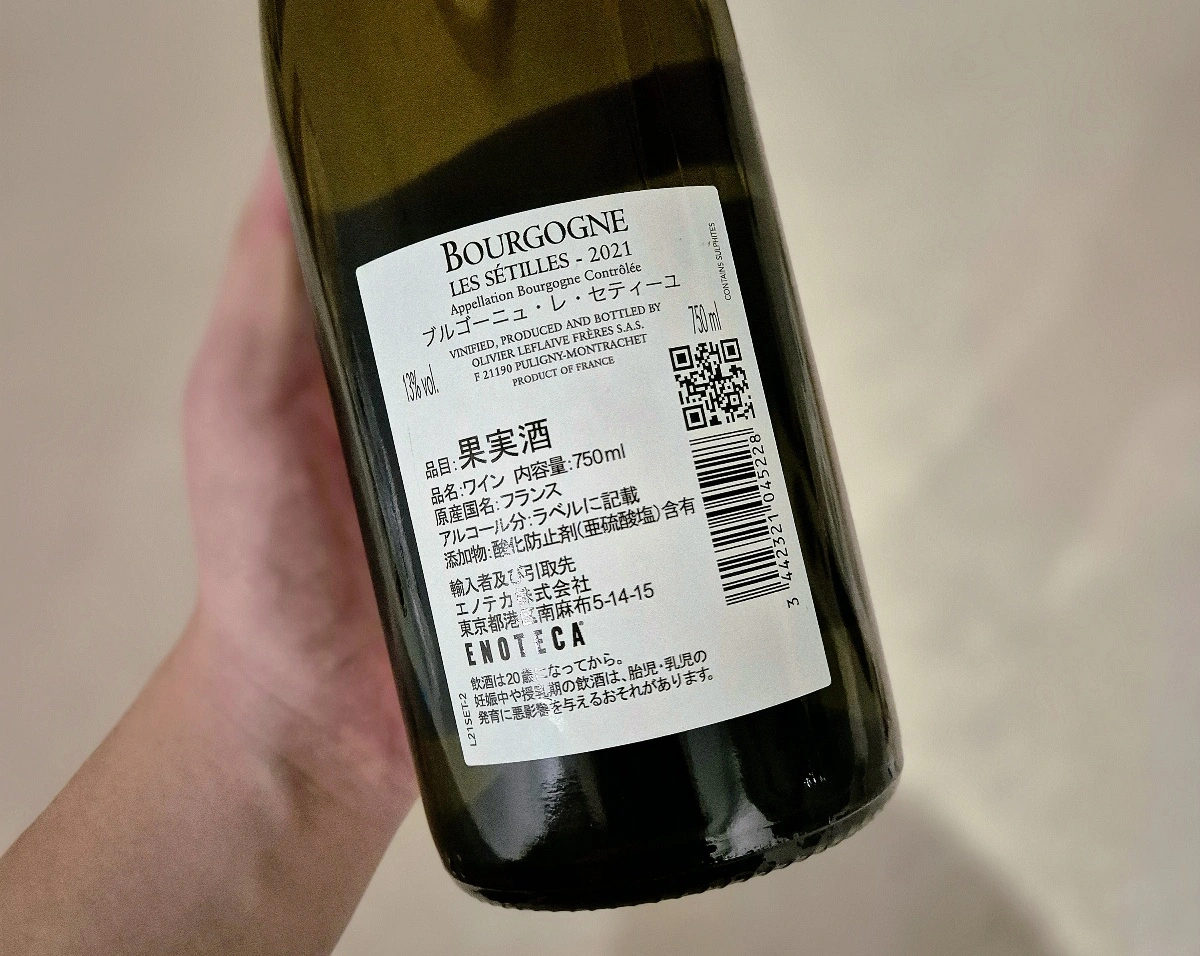 BOURGOGNE
LES SÉTILLES - 2021
Appellation Bourgogne Contrôlée
ブルゴーニュ・レ・セティーユ
VINIFIED, PRODUCED AND BOTTLED BY
OLIVIER LEFLAIVE FRÈRES S.A.S.
F 21190 PULIGNY-MONTRACHET
PRODUCT OF FRANCE
13% vol.
750 ml
CONTAINS SULPHITES
品目:果実酒
品名:ワイン 内容量:750ml
原産国名:フランス
アルコール分:ラベルに記載
添加物:酸化防止剤(亜硫酸塩)含有
輸入者及び引取先
エノテカ株式会社
東京都港区南麻布5-14-15
ENOTECA
飲酒は20歳になってから。
妊娠中や授乳期の飲酒は、胎児・乳児の
発育に悪影響を与えるおそれがあります。
L21SET-2
3 442321 045228